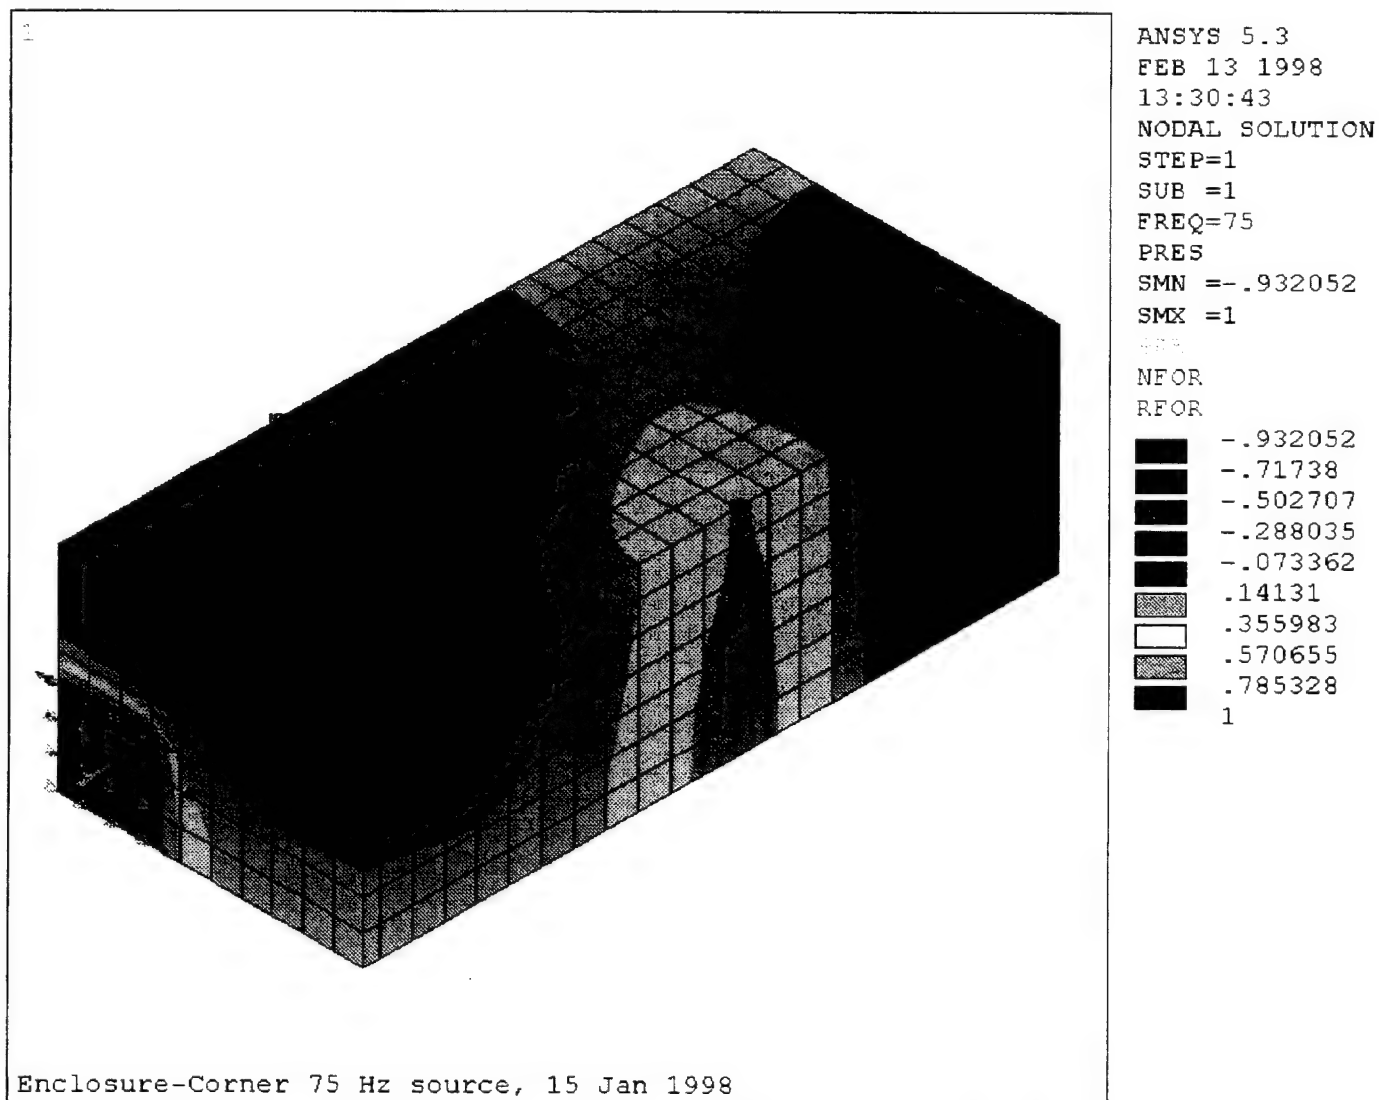 1
ANSYS 5.3
FEB 13 1998
13:30:43
NODAL SOLUTION
STEP=1
SUB =1
FREQ=75
PRES
SMN =-.932052
SMX =1
NFOR
RFOR
-.932052
-.71738
-.502707
-.288035
-.073362
.14131
.355983
.570655
.785328
1
Enclosure-Corner 75 Hz source, 15 Jan 1998